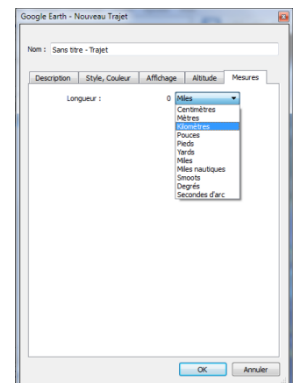 Google Earth - Nouveau Trajet
Nom : Sans titre - Trajet
Description Style, Couleur Affichage Altitude Mesures
Longueur : 0 Miles
Centimètres
Mètres
Kilomètres
Pouces
Pieds
Yards
Miles
Miles nautiques
Smoots
Degrés
Secondes d'arc
OK Annuler